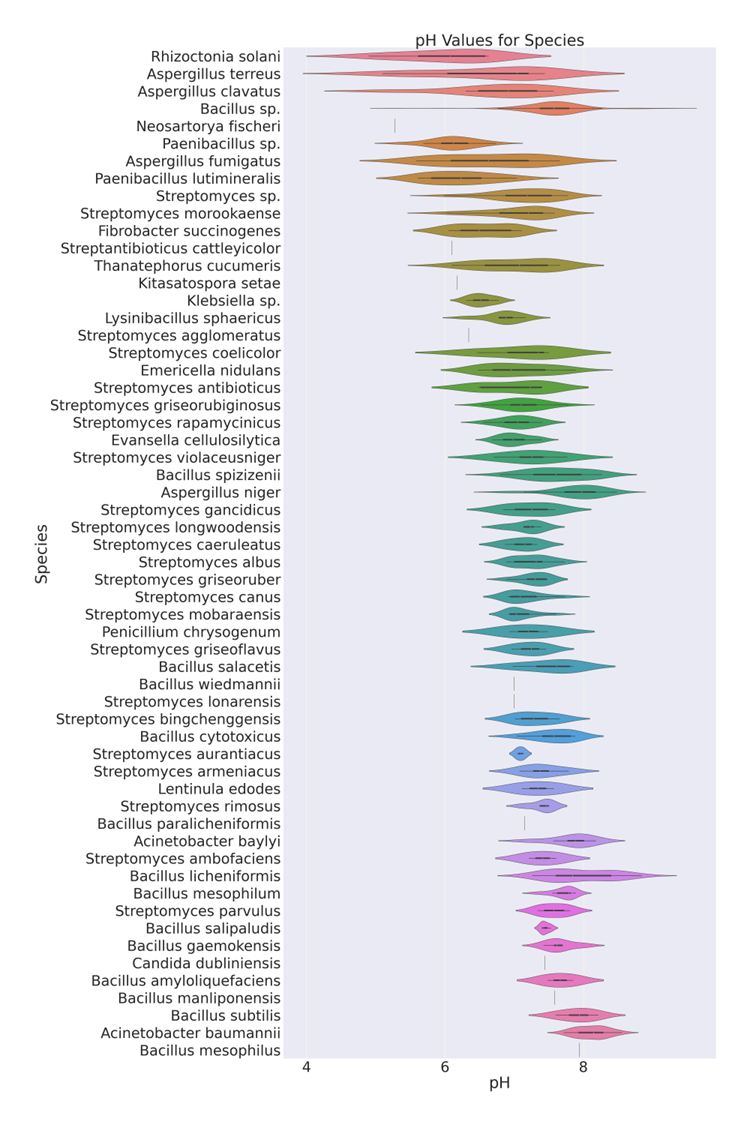 pH Values for Species
Rhizoctonia solani
Aspergillus terreus
Aspergillus clavatus
Bacillus sp.
Neosartorya fischeri
Paenibacillus sp.
Aspergillus fumigatus
Paenibacillus lutimineralis
Streptomyces sp.
Streptomyces morookaense
Fibrobacter succinogenes
Streptantibioticus cattleyicolor
Thanatephorus cucumeris
Kitasatospora setae
Klebsiella sp.
Lysinibacillus sphaericus
Streptomyces agglomeratus
Streptomyces coelicolor
Emericella nidulans
Streptomyces antibioticus
Streptomyces griseorubiginosus
Streptomyces rapamycinicus
Evansella cellulosilytica
Streptomyces violaceusniger
Bacillus spizizenii
Aspergillus niger
Streptomyces gancidicus
Streptomyces longwoodensis
Streptomyces caeruleatus
Streptomyces albus
Streptomyces griseoruber
Streptomyces canus
Streptomyces mobaraensis
Penicillium chrysogenum
Streptomyces griseoflavus
Bacillus salacetis
Bacillus wiedmannii
Streptomyces lonarensis
Streptomyces bingchenggensis
Bacillus cytotoxicus
Streptomyces aurantiacus
Streptomyces armeniacus
Lentinula edodes
Streptomyces rimosus
Bacillus paralicheniformis
Acinetobacter baylyi
Streptomyces ambofaciens
Bacillus licheniformis
Bacillus mesophilum
Streptomyces parvulus
Bacillus salipaludis
Bacillus gaemokensis
Candida dubliniensis
Bacillus amyloliquefaciens
Bacillus manliponensis
Bacillus subtilis
Acinetobacter baumannii
Bacillus mesophilus
Species
4 6 8
pH